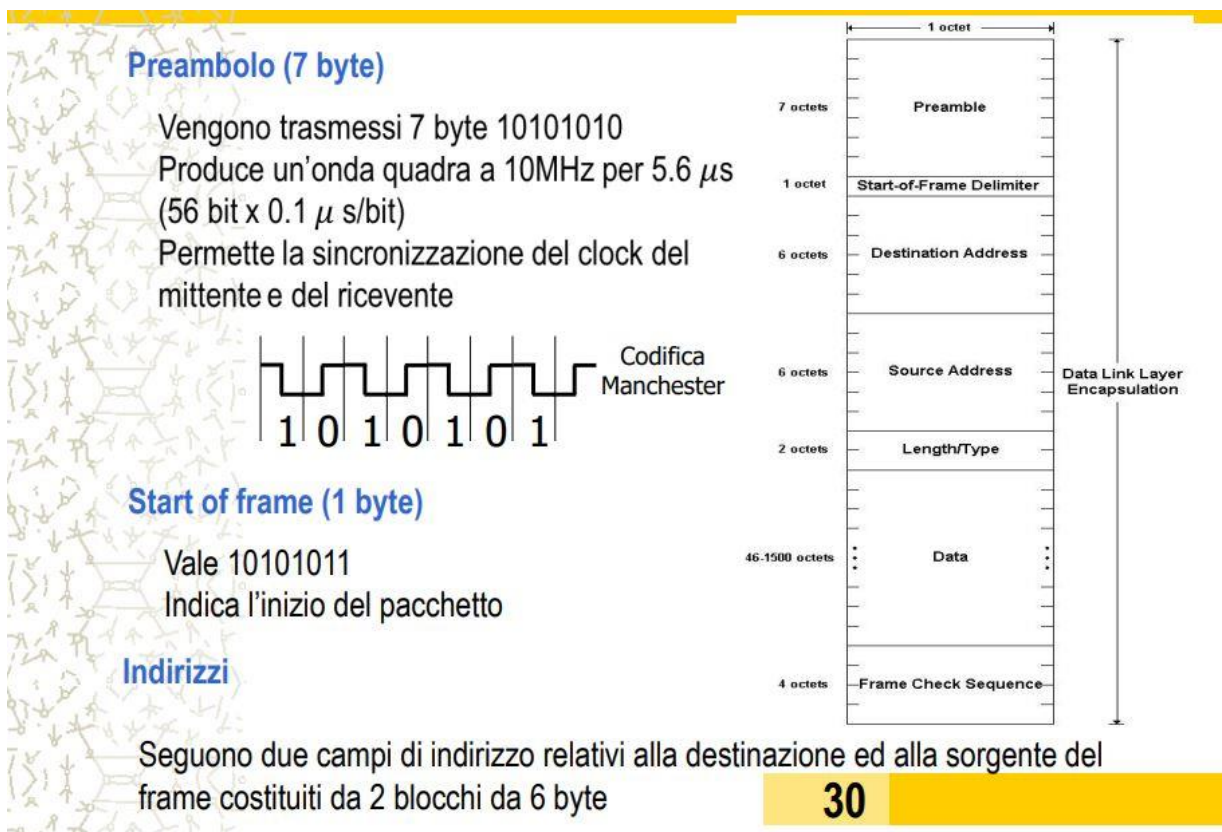 Preambolo (7 byte)
Vengono trasmessi 7 byte 10101010
Produce un'onda quadra a 10MHz per 5.6 μs
(56 bit x 0.1 μ s/bit)
Permette la sincronizzazione del clock del
mittente e del ricevente
Codifica
Manchester
1 0 1 0 1 0 1
Start of frame (1 byte)
Vale 10101011
Indica l'inizio del pacchetto
Indirizzi
Seguono due campi di indirizzo relativi alla destinazione ed alla sorgente del
frame costituiti da 2 blocchi da 6 byte
1 octet
7 octets Preamble
1 octet Start-of-Frame Delimiter
6 octets Destination Address
6 octets Source Address
Data Link Layer
Encapsulation
2 octets Length/Type
46-1500 octets Data
4 octets Frame Check Sequence
30